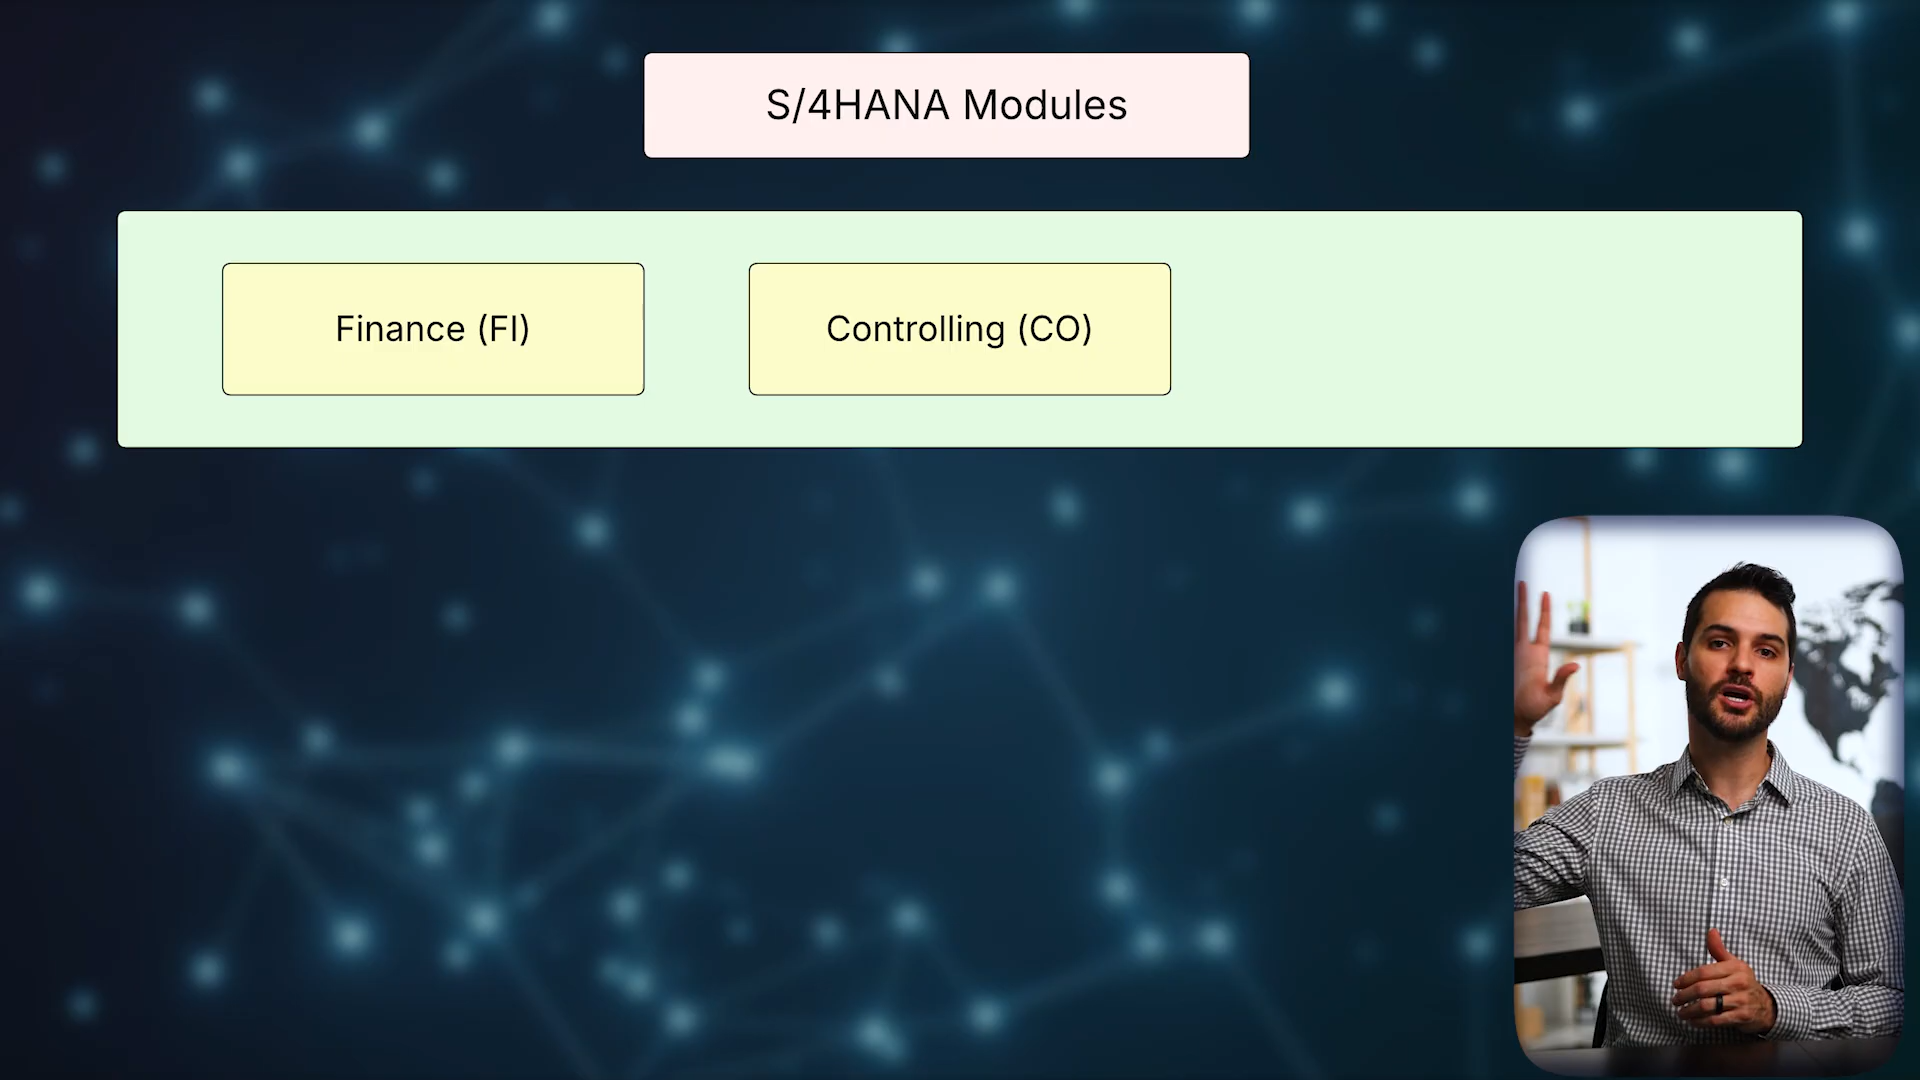 S/4HANA Modules
Finance (FI)
Controlling (CO)